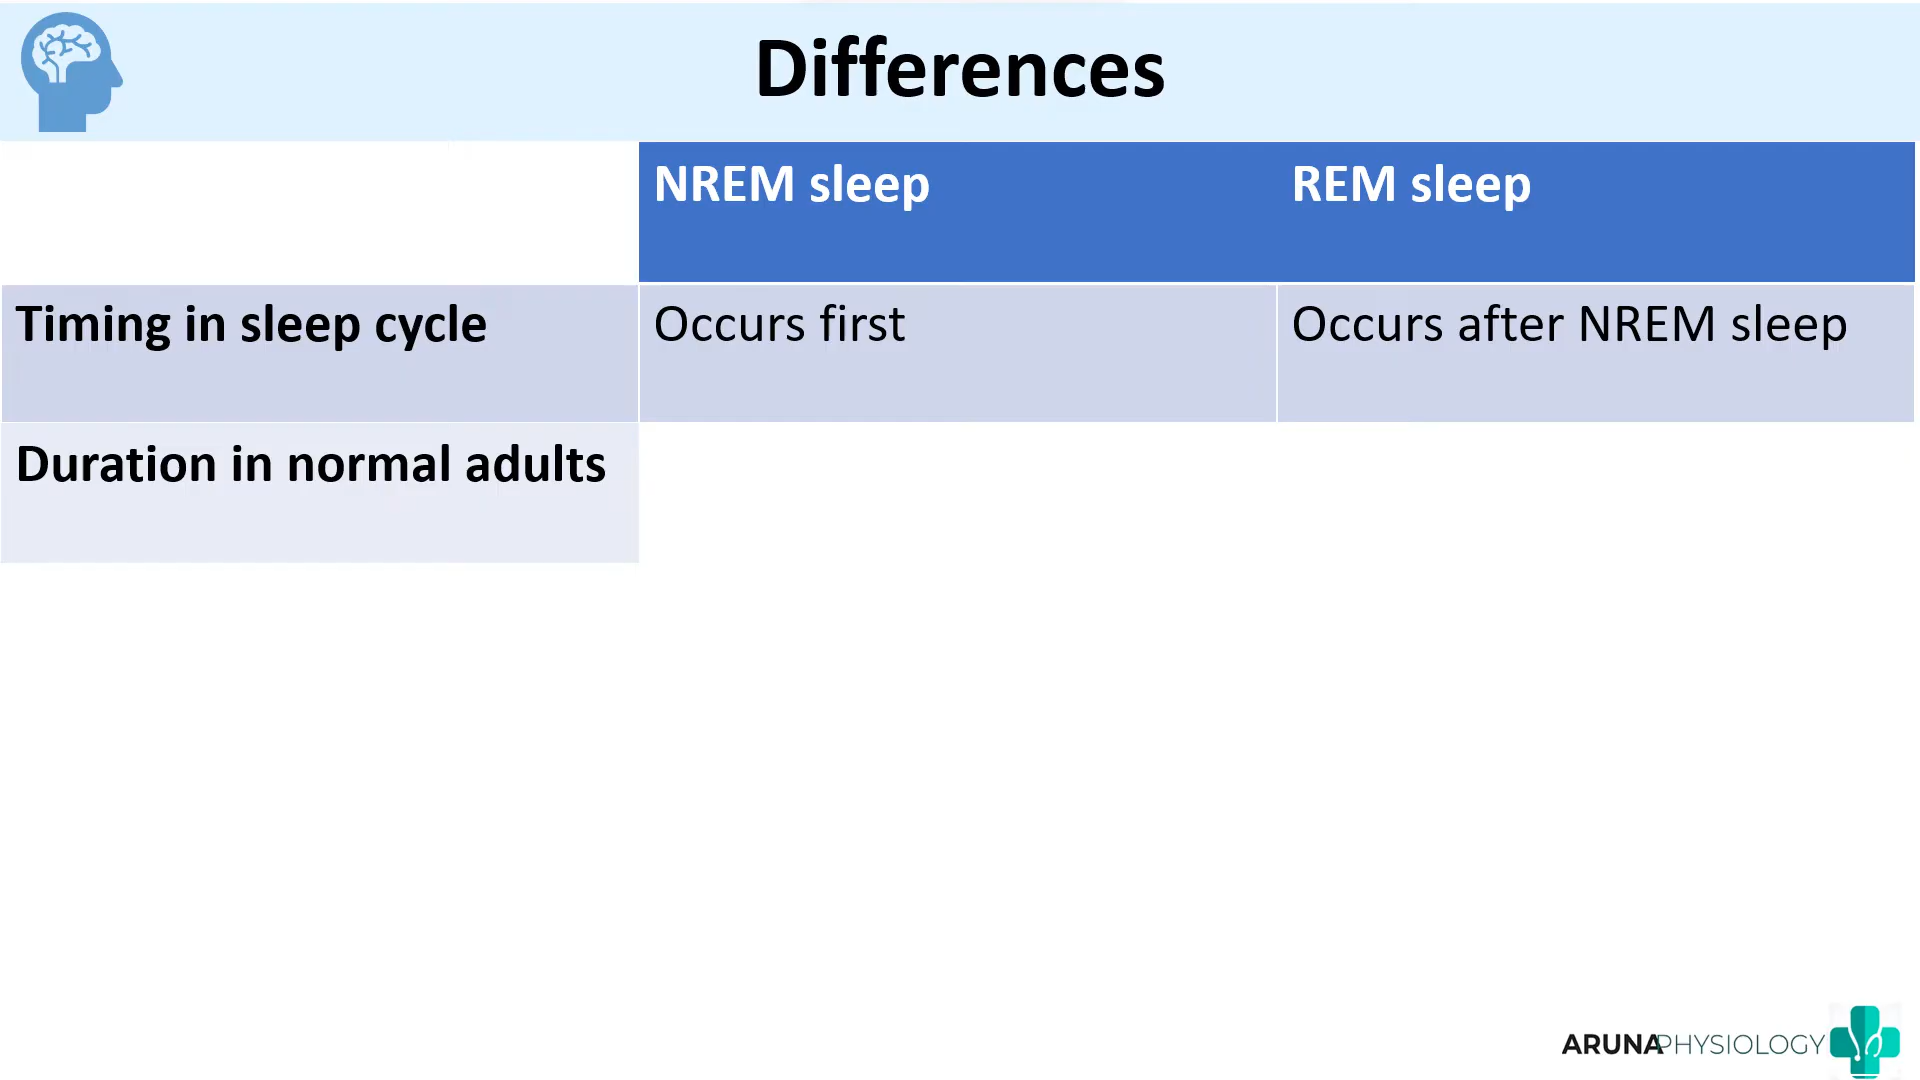 Differences
NREM sleep
REM sleep
Timing in sleep cycle
Occurs first
Occurs after NREM sleep
Duration in normal adults
ARUNAPHYSIOLOGY